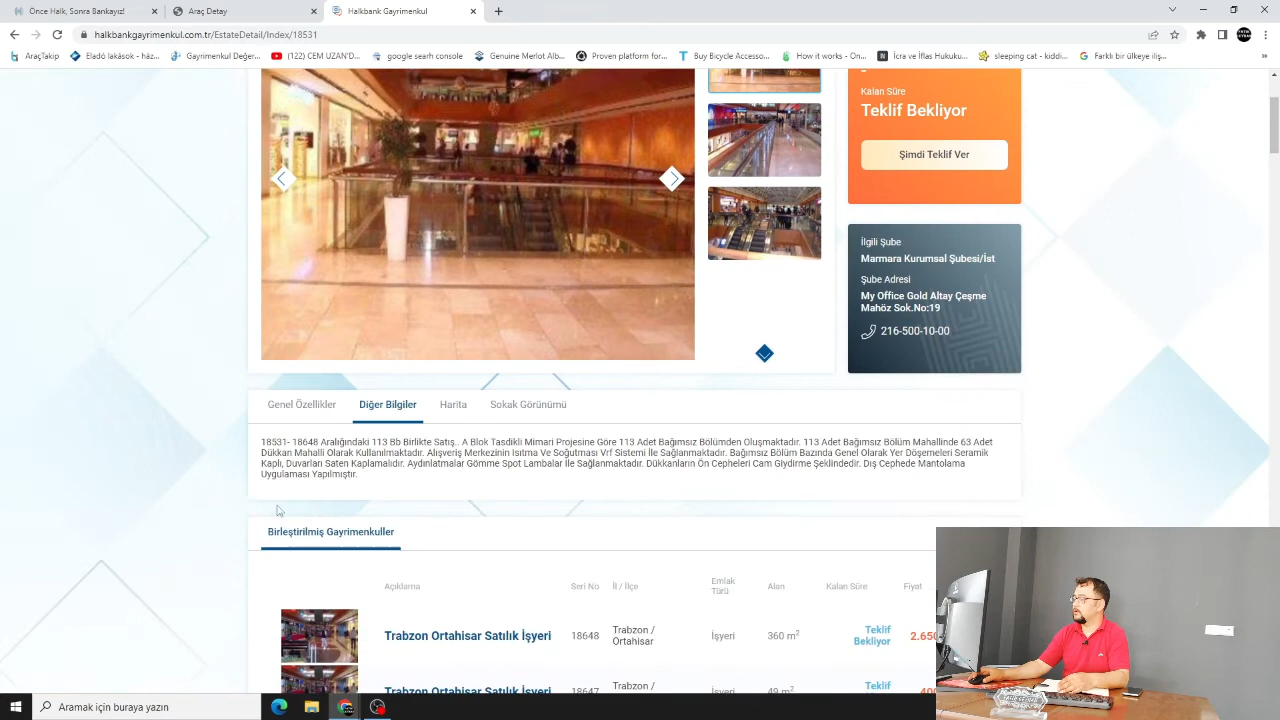 Önce Halk, Sonra Bankayız!
Araç Detay
Halkbank Gayrimenkul
halkbankgayrimenkul.com.tr/EstateDetail/Index/18531
AraçTakip
Eladó lakások - ház...
Gayrimenkul Değer...
(122) CEM UZAN'D...
google searh console
Genuine Merlot Alb...
Proven platform for...
Buy Bicycle Accesso...
How it works - On...
İcra ve İflas Hukuku...
sleeping cat - kiddi...
Farklı bir ülkeye iliş...
»
Kalan Süre
Teklif Bekliyor
Şimdi Teklif Ver
İlgili Şube
Marmara Kurumsal Şubesi/İst
Şube Adresi
My Office Gold Altay Çeşme
Mahöz Sok.No:19
216-500-10-00
Genel Özellikler
Diğer Bilgiler
Harita
Sokak Görünümü
18531- 18648 Aralığındaki 113 Bb Birlikte Satış.. A Blok Tasdikli Mimari Projesine Göre 113 Adet Bağımsız Bölümden Oluşmaktadır. 113 Adet Bağımsız Bölüm Mahallinde 63 Adet
Dükkan Mahalli Olarak Kullanılmaktadır. Alışveriş Merkezinin Isıtma Ve Soğutması Vrf Sistemi İle Sağlanmaktadır. Bağımsız Bölüm Bazında Genel Olarak Yer Döşemeleri Seramik
Kaplı, Duvarları Saten Kaplamalıdır. Aydınlatmalar Gömme Spot Lambalar İle Sağlanmaktadır. Dükkanların Ön Cepheleri Cam Giydirme Şeklindedir. Dış Cephede Mantolama
Uygulaması Yapılmıştır.
Birleştirilmiş Gayrimenkuller
Açıklama
Seri No
İl / İlçe
Emlak
Türü
Alan
Kalan Süre
Fiyat
Trabzon Ortahisar Satılık İşyeri
18648
Trabzon /
Ortahisar
İşyeri
360 m²
Teklif
Bekliyor
2.650
Trabzon Ortahisar Satılık İşyeri
18647
Trabzon /
İşyeri
49 m²
Teklif
400
Aramak için buraya yazın